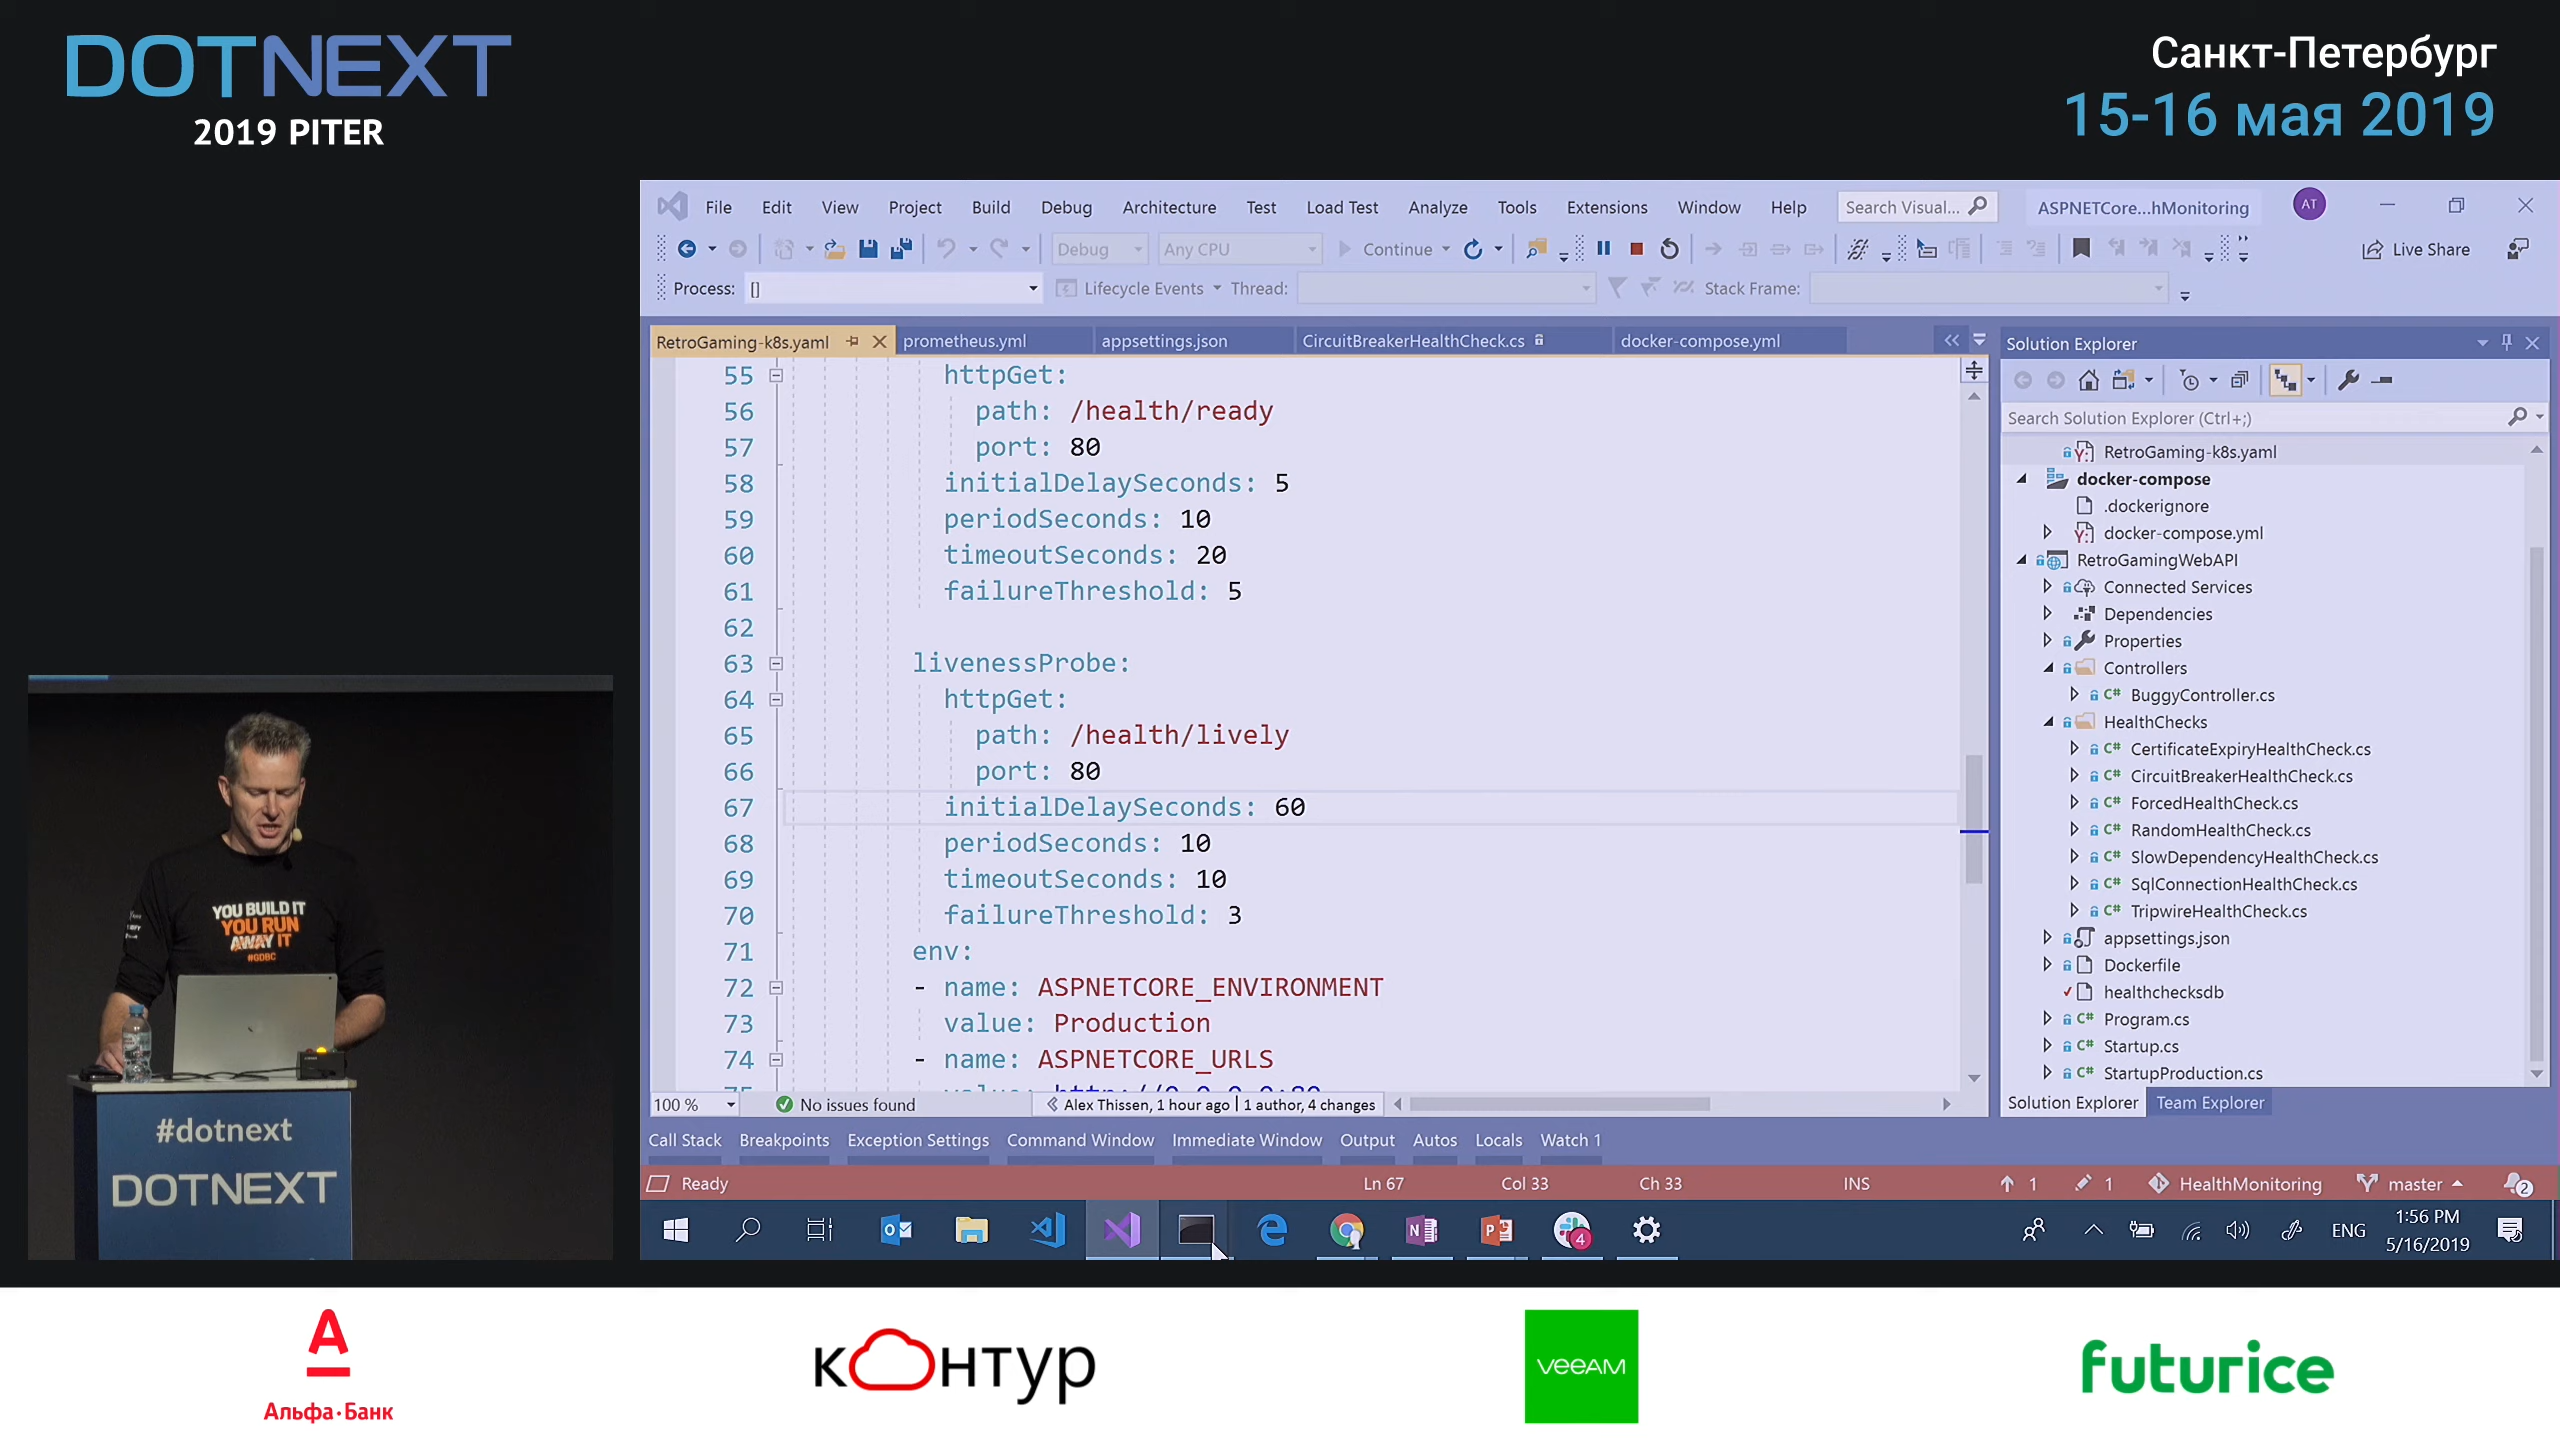 DOTNEXT
2019 PITER
Санкт-Петербург
15-16 мая 2019
File Edit View Project Build Debug Architecture Test Load Test Analyze Tools Extensions Window Help Search Visual... ASPNETCore...hMonitoring AT
Debug Any CPU Continue Live Share
Process: [] Lifecycle Events Thread: Stack Frame:
RetroGaming-k8s.yaml prometheus.yml appsettings.json CircuitBreakerHealthCheck.cs docker-compose.yml
55 httpGet:
56 path: /health/ready
57 port: 80
58 initialDelaySeconds: 5
59 periodSeconds: 10
60 timeoutSeconds: 20
61 failureThreshold: 5
62
63 livenessProbe:
64 httpGet:
65 path: /health/lively
66 port: 80
67 initialDelaySeconds: 60
68 periodSeconds: 10
69 timeoutSeconds: 10
70 failureThreshold: 3
71 env:
72 - name: ASPNETCORE_ENVIRONMENT
73 value: Production
74 - name: ASPNETCORE_URLS
100 % No issues found Alex Thissen, 1 hour ago | 1 author, 4 changes
Solution Explorer
Search Solution Explorer (Ctrl+;)
RetroGaming-k8s.yaml
docker-compose
.dockerignore
docker-compose.yml
RetroGamingWebAPI
Connected Services
Dependencies
Properties
Controllers
C# BuggyController.cs
HealthChecks
C# CertificateExpiryHealthCheck.cs
C# CircuitBreakerHealthCheck.cs
C# ForcedHealthCheck.cs
C# RandomHealthCheck.cs
C# SlowDependencyHealthCheck.cs
C# SqlConnectionHealthCheck.cs
C# TripwireHealthCheck.cs
appsettings.json
Dockerfile
healthchecksdb
C# Program.cs
C# Startup.cs
C# StartupProduction.cs
Solution Explorer Team Explorer
Call Stack Breakpoints Exception Settings Command Window Immediate Window Output Autos Locals Watch 1
Ready Ln 67 Col 33 Ch 33 INS 1 1 HealthMonitoring master 2
4 ENG 1:56 PM
5/16/2019
YOU BUILD IT
YOU RUN
AWAY IT
#GDBC
#dotnext
DOTNEXT
Альфа·Банк
контур
veeAM
futurice